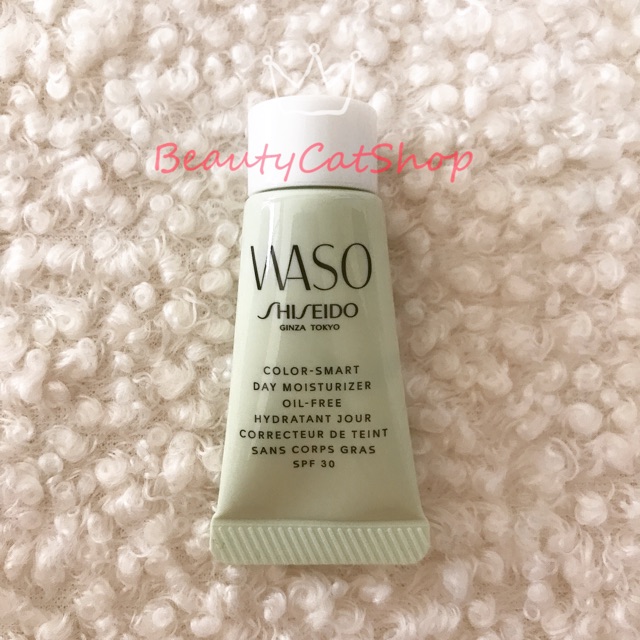 BeautyCatShop
WASO
SHISEIDO
GINZA TOKYO
COLOR-SMART
DAY MOISTURIZER
OIL-FREE
HYDRATANT JOUR
CORRECTEUR DE TEINT
SANS CORPS GRAS
SPF 30